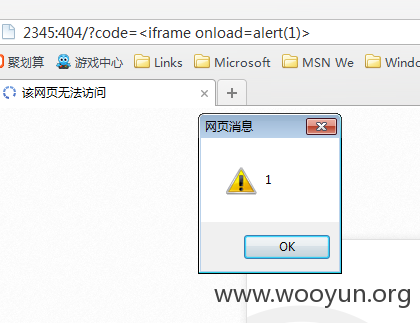 2345:404/?code=<iframe onload=alert(1)>
聚划算 游戏中心 Links Microsoft MSN We Windo
该网页无法访问 × +
网页消息
1
OK
www.wooyun.org